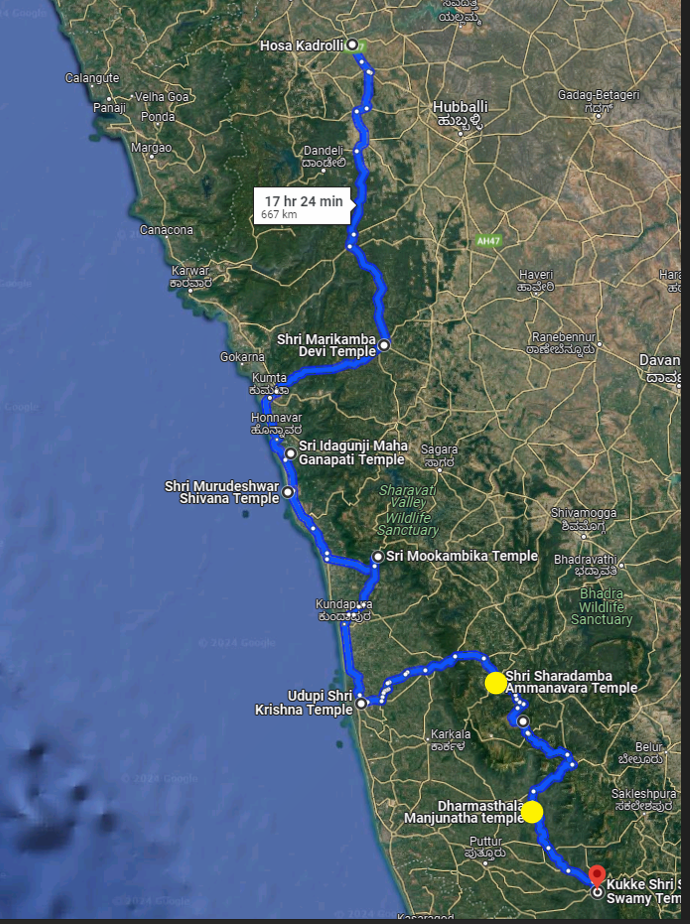 ಸವದತ್ತಿ
ಯಲ್ಲಮ್ಮ
Hosa Kadrolli
Calangute
Panaji
Velha Goa
Ponda
Hubballi
ಹುಬ್ಬಳ್ಳಿ
Gadag-Betageri
ಗದಗ್
Margao
Dandeli
ದಾಂಡೇಲಿ
17 hr 24 min
667 km
Canacona
AH47
Karwar
ಕಾರವಾರ
Haveri
ಹಾವೇರಿ
Shri Marikamba
Devi Temple
Ranebennur
ರಾಣೇಬೆನ್ನೂರು
Gokarna
Davan
Kumta
ಕುಮಟಾ
Honnavar
ಹೊನ್ನಾವರ
Sri Idagunji Maha
Ganapati Temple
Sagara
ಸಾಗರ
Shri Murudeshwar
Shivana Temple
Sharavati
Valley
Wildlife
Sanctuary
Shivamogga
ಶಿವಮೊಗ್ಗ
Sri Mookambika Temple
Bhadravathi
ಭದ್ರಾವತಿ
Bhadra
Wildlife
Sanctuary
Kundapura
ಕುಂದಾಪುರ
© 2024 Google
Shri Sharadamba
Ammanavara Temple
Udupi Shri
Krishna Temple
Karkala
ಕಾರ್ಕಳ
Belur
ಬೇಲೂರು
© 2024 Google
Sakleshpura
ಸಕಲೇಶಪುರ
Dharmasthala
Manjunatha temple
Puttur
ಪುತ್ತೂರು
Kukke Shri S
Swamy Tem
Kasaragod